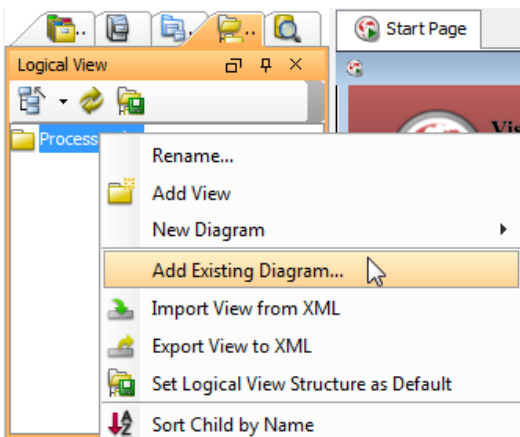 Start Page
Logical View
Process
Vis
Rename...
Add View
New Diagram
Add Existing Diagram...
Import View from XML
Export View to XML
Set Logical View Structure as Default
Sort Child by Name